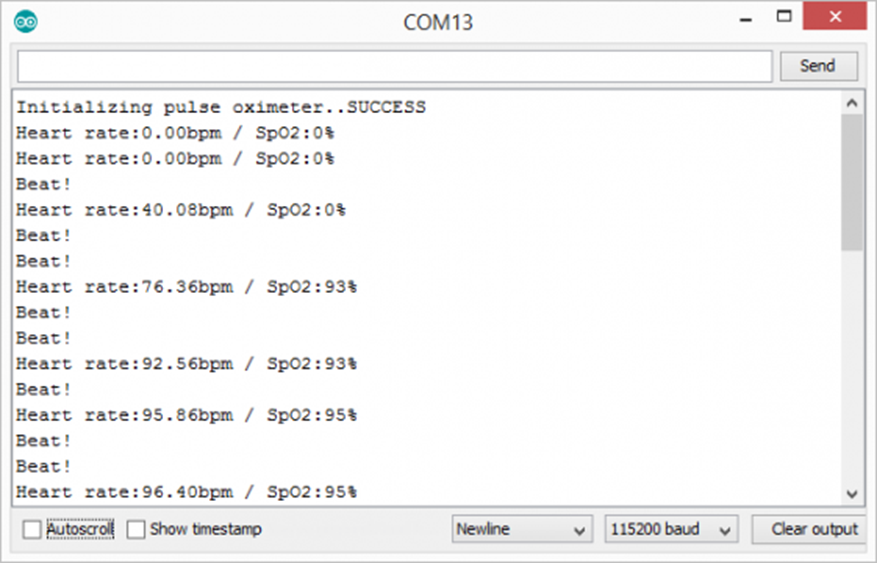 COM13
Send
Initializing pulse oximeter..SUCCESS
Heart rate:0.00bpm / SpO2:0%
Heart rate:0.00bpm / SpO2:0%
Beat!
Heart rate:40.08bpm / SpO2:0%
Beat!
Beat!
Heart rate:76.36bpm / SpO2:93%
Beat!
Beat!
Heart rate:92.56bpm / SpO2:93%
Beat!
Heart rate:95.86bpm / SpO2:95%
Beat!
Beat!
Heart rate:96.40bpm / SpO2:95%
Autoscroll Show timestamp Newline 115200 baud Clear output